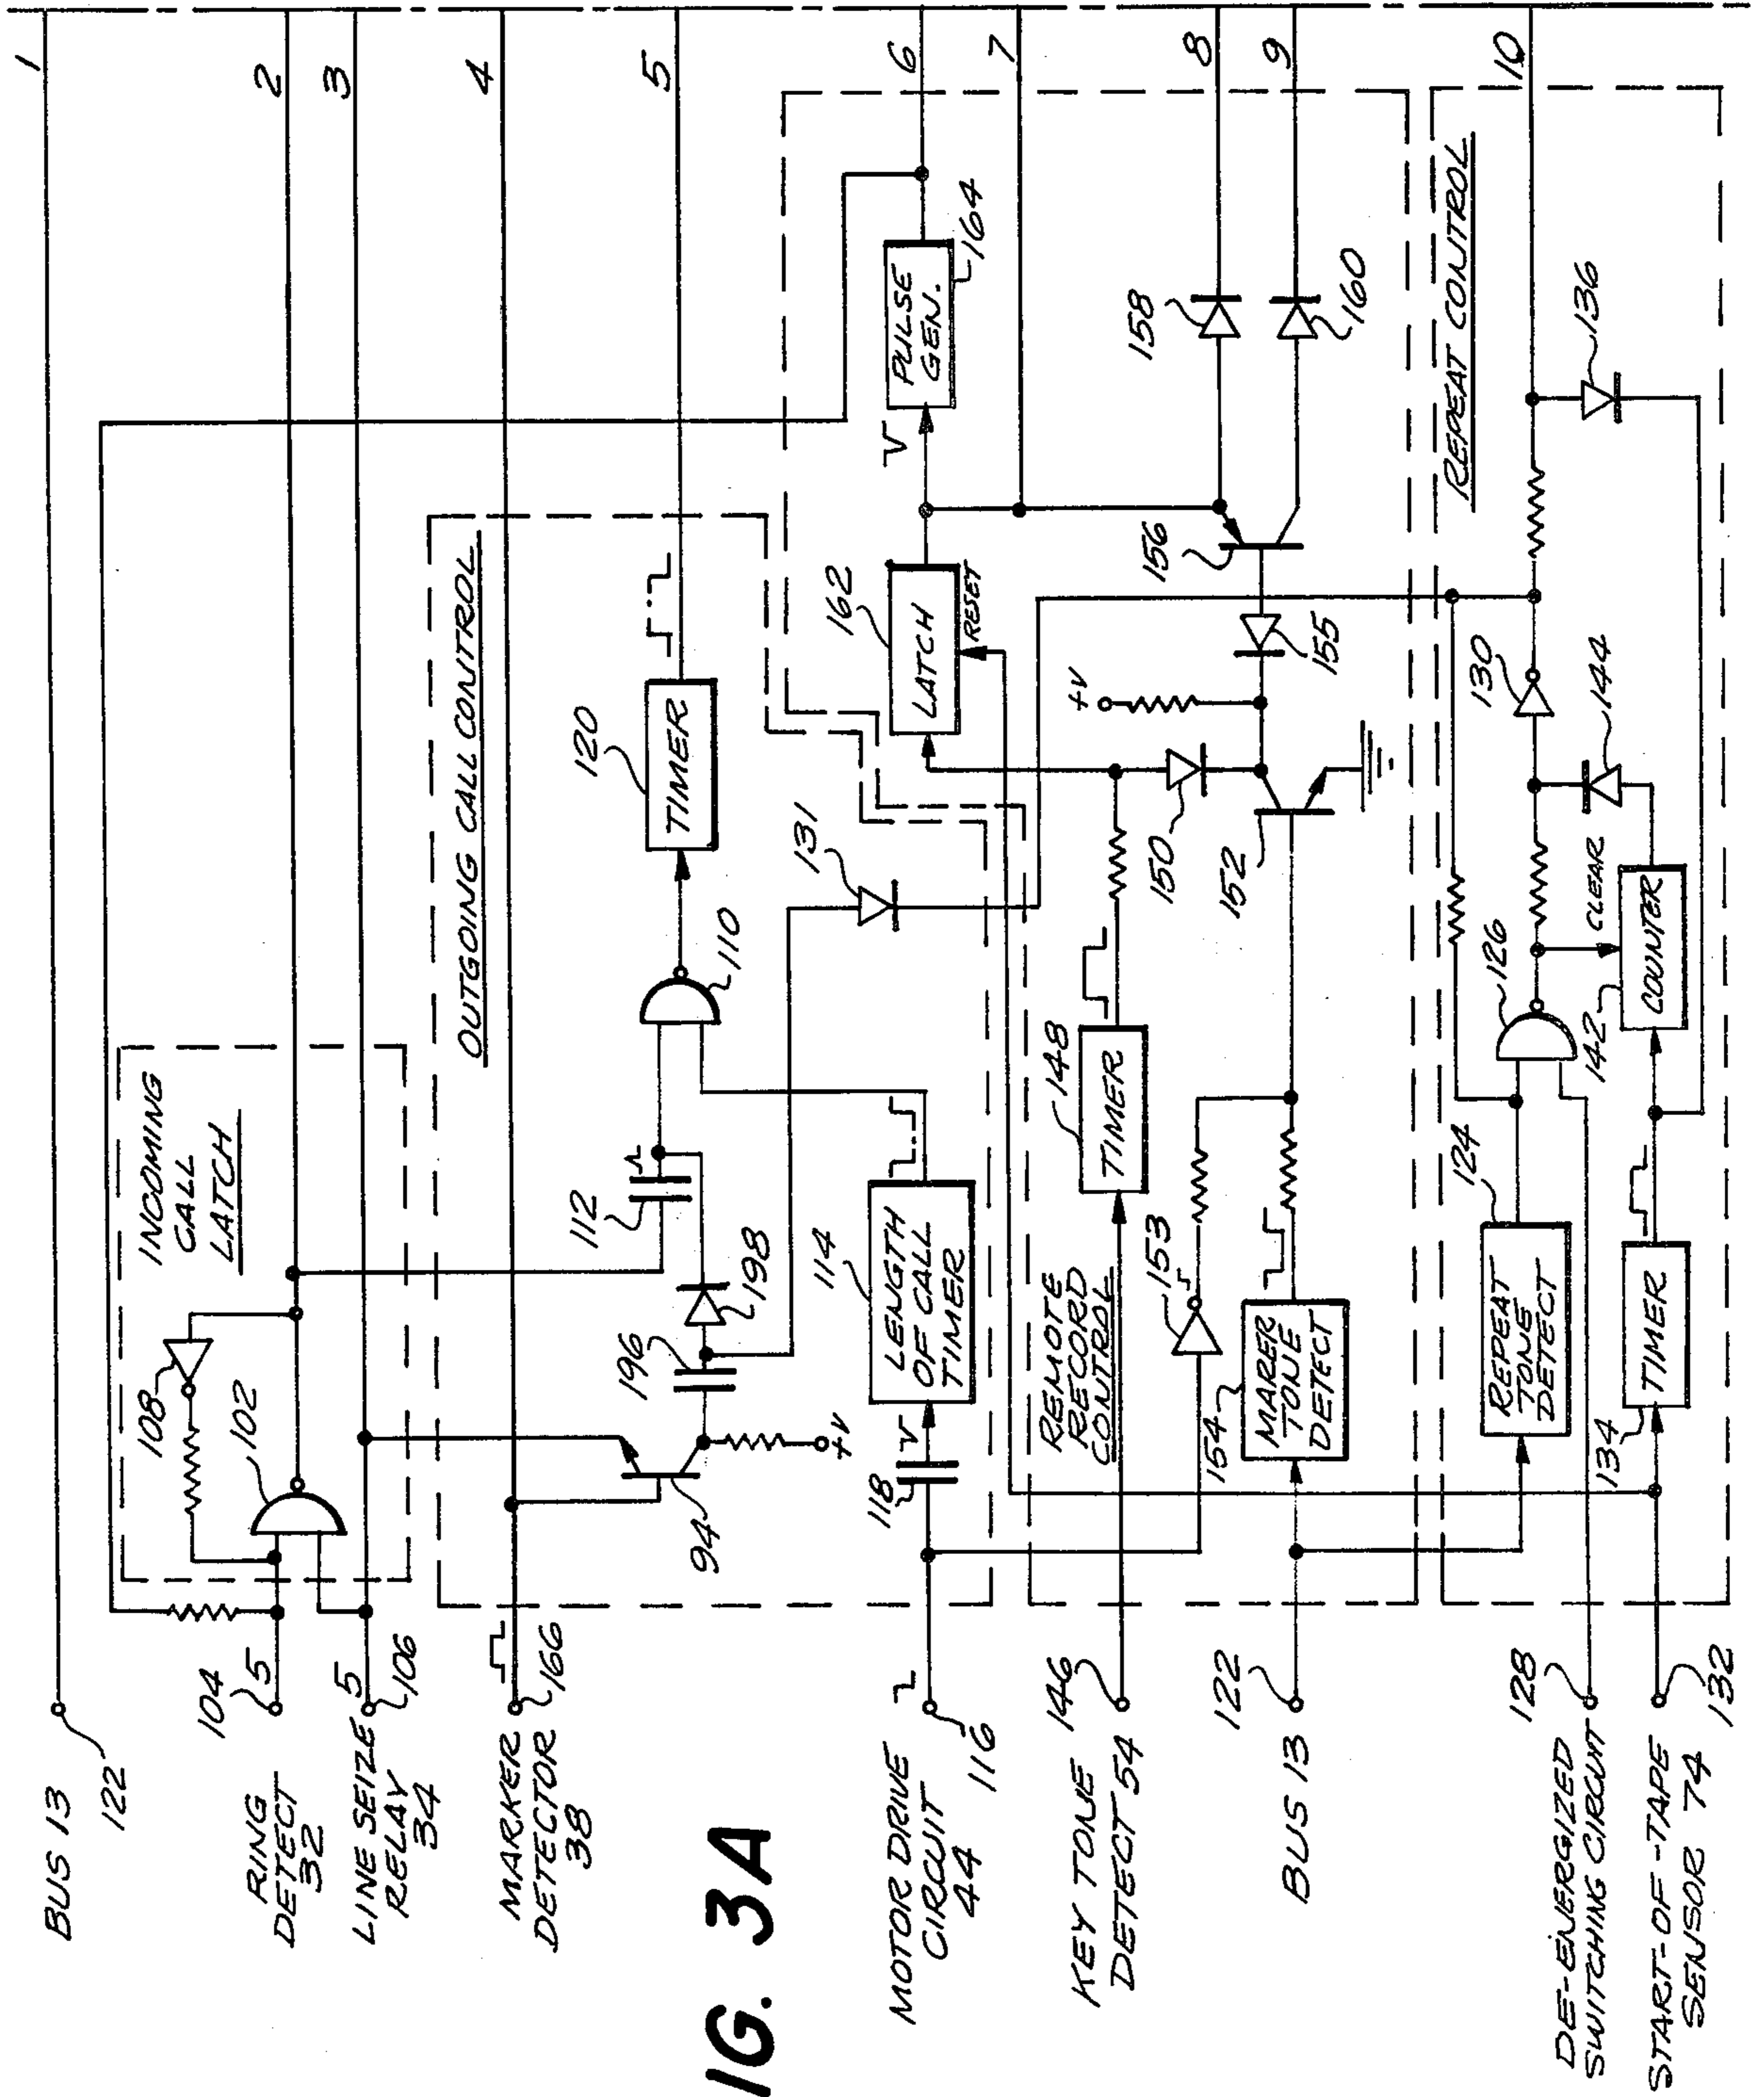 1
2
3
4
5
6
7
8
9
10
BUS 13
122
RING
DETECT
32
104
5
LINE SEIZE
RELAY
34
5
106
INCOMING
CALL
LATCH
108
102
MARKER
DETECTOR
38
166
OUTGOING CALL CONTROL
94
+V
196
198
112
110
TIMER
120
131
MOTOR DRIVE
CIRCUIT
44
116
118
LENGTH
OF CALL
TIMER
114
KEY TONE
DETECT 54
146
REMOTE
RECORD
CONTROL
TIMER
148
150
152
+V
155
156
158
160
LATCH
162
RESET
PULSE
GEN.
164
BUS 13
122
153
154
MARER
TONE
DETECT
REPEAT CONTROL
REPEAT
TONE
DETECT
124
126
DE-ENERGIZED
SWITCHING CIRCUIT
128
START-OF-TAPE
SENSOR 74
132
134
TIMER
142
COUNTER
CLEAR
144
130
136
IG. 3A